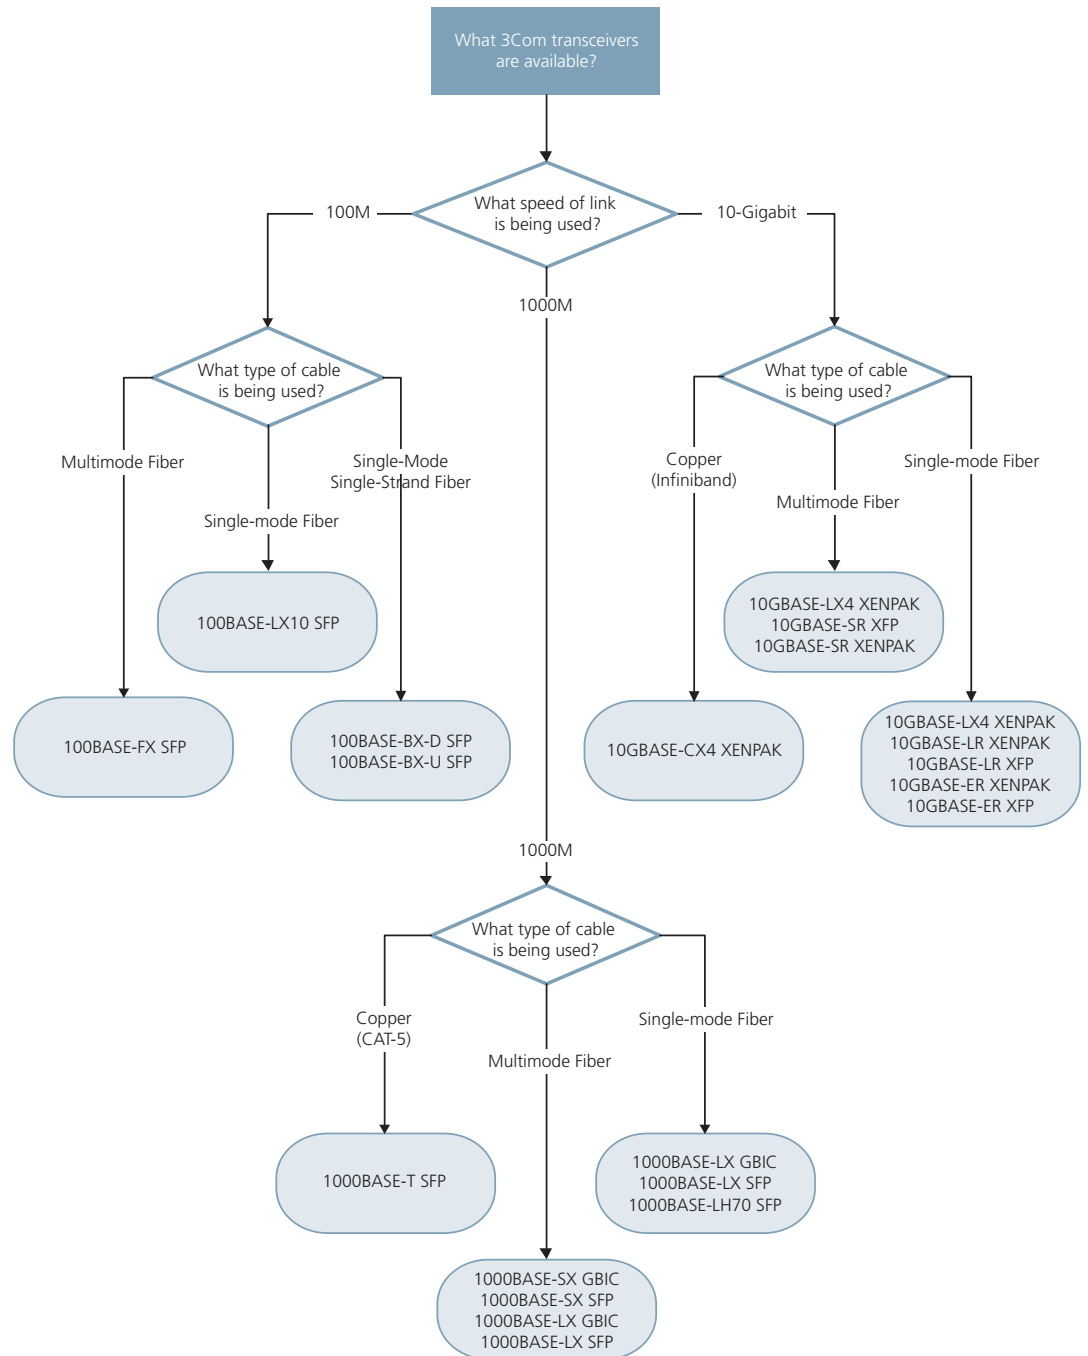 What 3Com transceivers
are available?
What speed of link
is being used?
100M
10-Gigabit
1000M
What type of cable
is being used?
What type of cable
is being used?
Multimode Fiber
Single-Mode
Single-Strand Fiber
Single-mode Fiber
Copper
(Infiniband)
Single-mode Fiber
Multimode Fiber
100BASE-LX10 SFP
10GBASE-LX4 XENPAK
10GBASE-SR XFP
10GBASE-SR XENPAK
100BASE-FX SFP
100BASE-BX-D SFP
100BASE-BX-U SFP
10GBASE-CX4 XENPAK
10GBASE-LX4 XENPAK
10GBASE-LR XENPAK
10GBASE-LR XFP
10GBASE-ER XENPAK
10GBASE-ER XFP
1000M
What type of cable
is being used?
Copper
(CAT-5)
Single-mode Fiber
Multimode Fiber
1000BASE-T SFP
1000BASE-LX GBIC
1000BASE-LX SFP
1000BASE-LH70 SFP
1000BASE-SX GBIC
1000BASE-SX SFP
1000BASE-LX GBIC
1000BASE-LX SFP